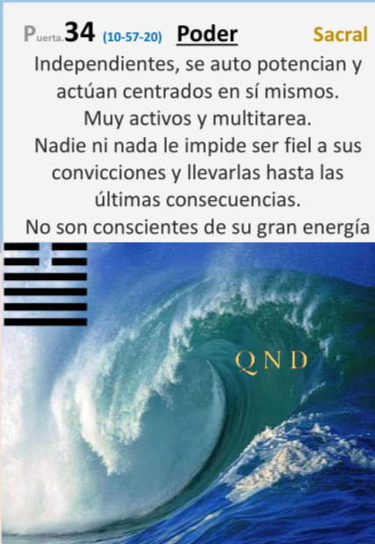 Puerta.34 (10-57-20) Poder Sacral
Independientes, se auto potencian y
actúan centrados en sí mismos.
Muy activos y multitarea.
Nadie ni nada le impide ser fiel a sus
convicciones y llevarlas hasta las
últimas consecuencias.
No son conscientes de su gran energía
QND